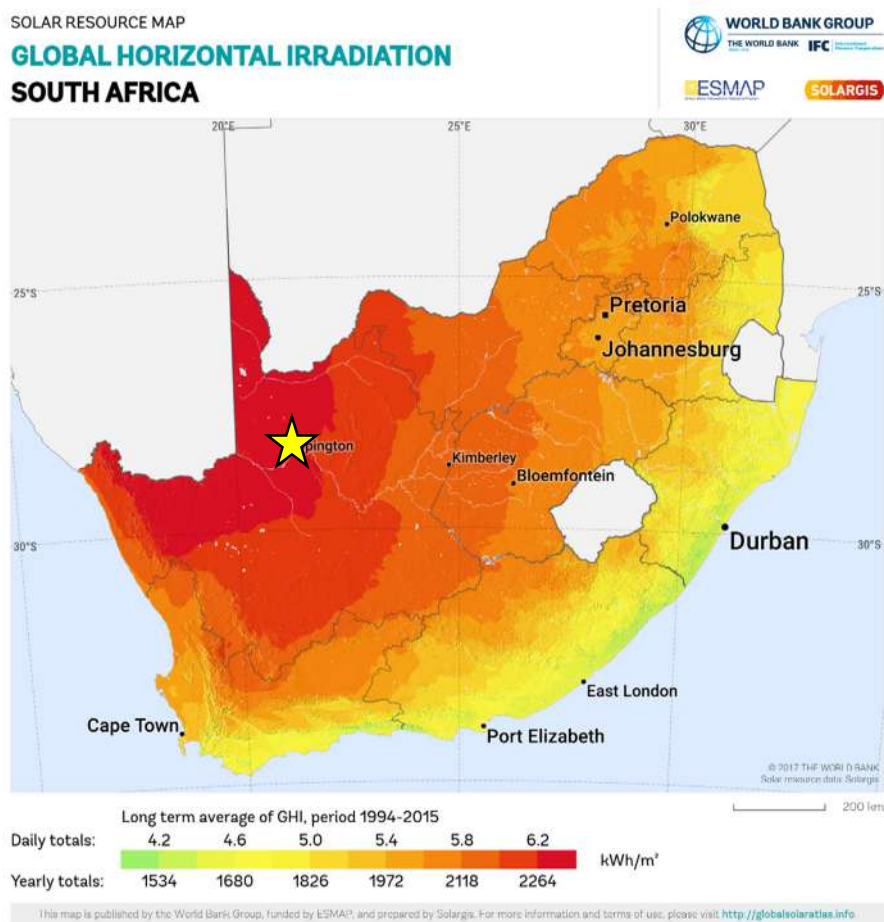 SOLAR RESOURCE MAP
GLOBAL HORIZONTAL IRRADIATION
SOUTH AFRICA
WORLD BANK GROUP
THE WORLD BANK IFC International Finance Corporation
ESMAP SOLARGIS
20°E 25°E 30°E
Polokwane
25°S 25°S
Pretoria
Johannesburg
pington
Kimberley
Bloemfontein
30°S Durban 30°S
East London
Cape Town
Port Elizabeth
© 2017 THE WORLD BANK
Solar resource data: Solargis
200 km
Long term average of GHI, period 1994-2015
Daily totals: 4.2 4.6 5.0 5.4 5.8 6.2
kWh/m²
Yearly totals: 1534 1680 1826 1972 2118 2264
This map is published by the World Bank Group, funded by ESMAP, and prepared by Solargis. For more information and terms of use, please visit http://globalsolaratlas.info.